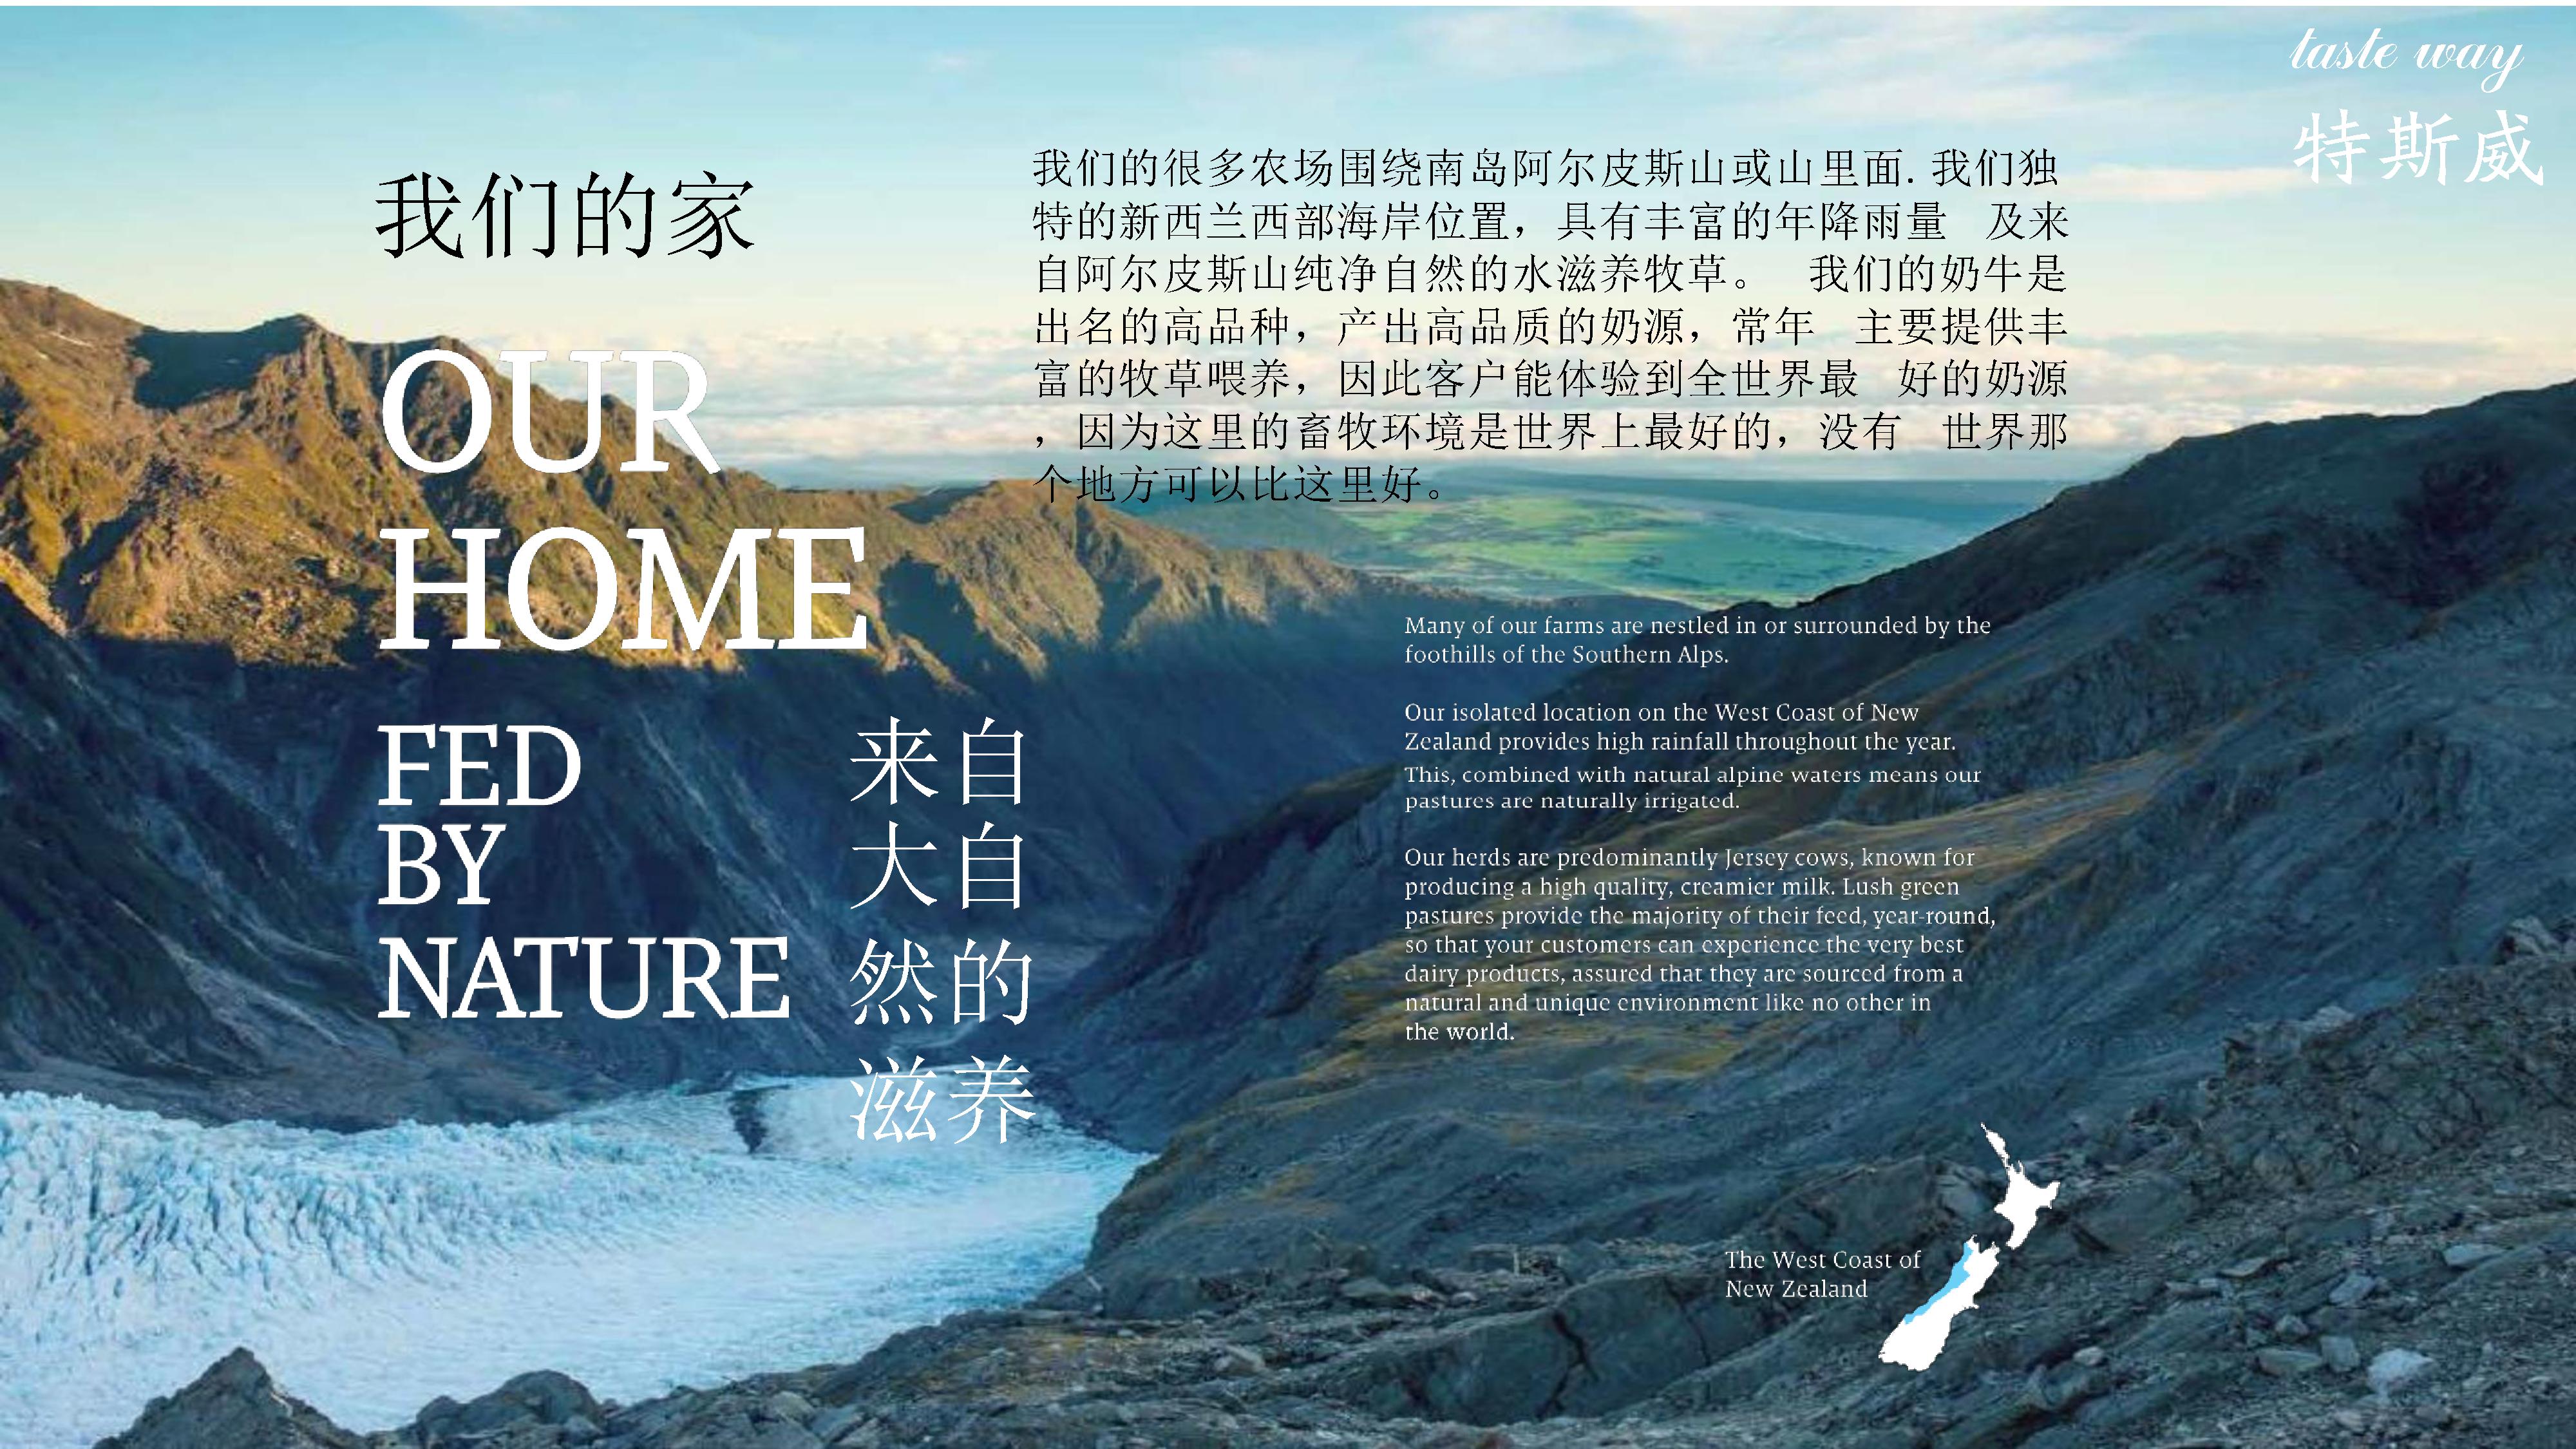 taste way
特斯威
我们的家
我们的很多农场围绕南岛阿尔皮斯山或山里面. 我们独
特的新西兰西部海岸位置，具有丰富的年降雨量 及来
自阿尔皮斯山纯净自然的水滋养牧草。 我们的奶牛是
出名的高品种，产出高品质的奶源，常年 主要提供丰
富的牧草喂养，因此客户能体验到全世界最 好的奶源
，因为这里的畜牧环境是世界上最好的，没有 世界那
个地方可以比这里好。
OUR
HOME
FED
BY
NATURE
来自
大自
然的
滋养
Many of our farms are nestled in or surrounded by the
foothills of the Southern Alps.
Our isolated location on the West Coast of New
Zealand provides high rainfall throughout the year.
This, combined with natural alpine waters means our
pastures are naturally irrigated.
Our herds are predominantly Jersey cows, known for
producing a high quality, creamier milk. Lush green
pastures provide the majority of their feed, year-round,
so that your customers can experience the very best
dairy products, assured that they are sourced from a
natural and unique environment like no other in
the world.
The West Coast of
New Zealand